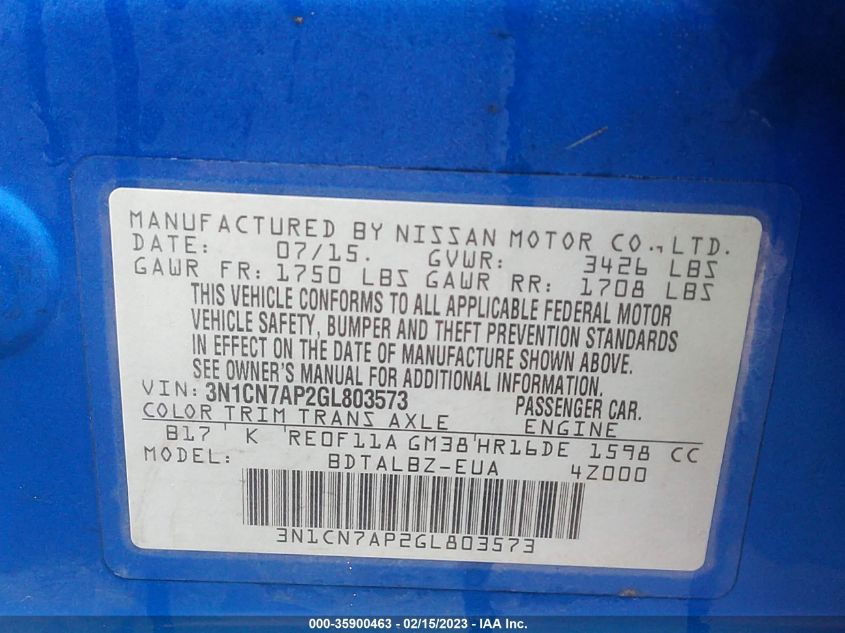 MANUFACTURED BY NISSAN MOTOR CO., LTD.
DATE: 07/15. GVWR: 3426 LBS
GAWR FR: 1750 LBS GAWR RR: 1708 LBS
THIS VEHICLE CONFORMS TO ALL APPLICABLE FEDERAL MOTOR
VEHICLE SAFETY, BUMPER AND THEFT PREVENTION STANDARDS
IN EFFECT ON THE DATE OF MANUFACTURE SHOWN ABOVE.
SEE OWNER'S MANUAL FOR ADDITIONAL INFORMATION.
VIN: 3N1CN7AP2GL803573 PASSENGER CAR.
COLOR TRIM TRANS AXLE ENGINE
B17 K RE0F11A GM38 HR16DE 1598 CC
MODEL: BDTALBZ-EUA 4Z000
3N1CN7AP2GL803573
000-35900463 - 02/15/2023 - IAA Inc.